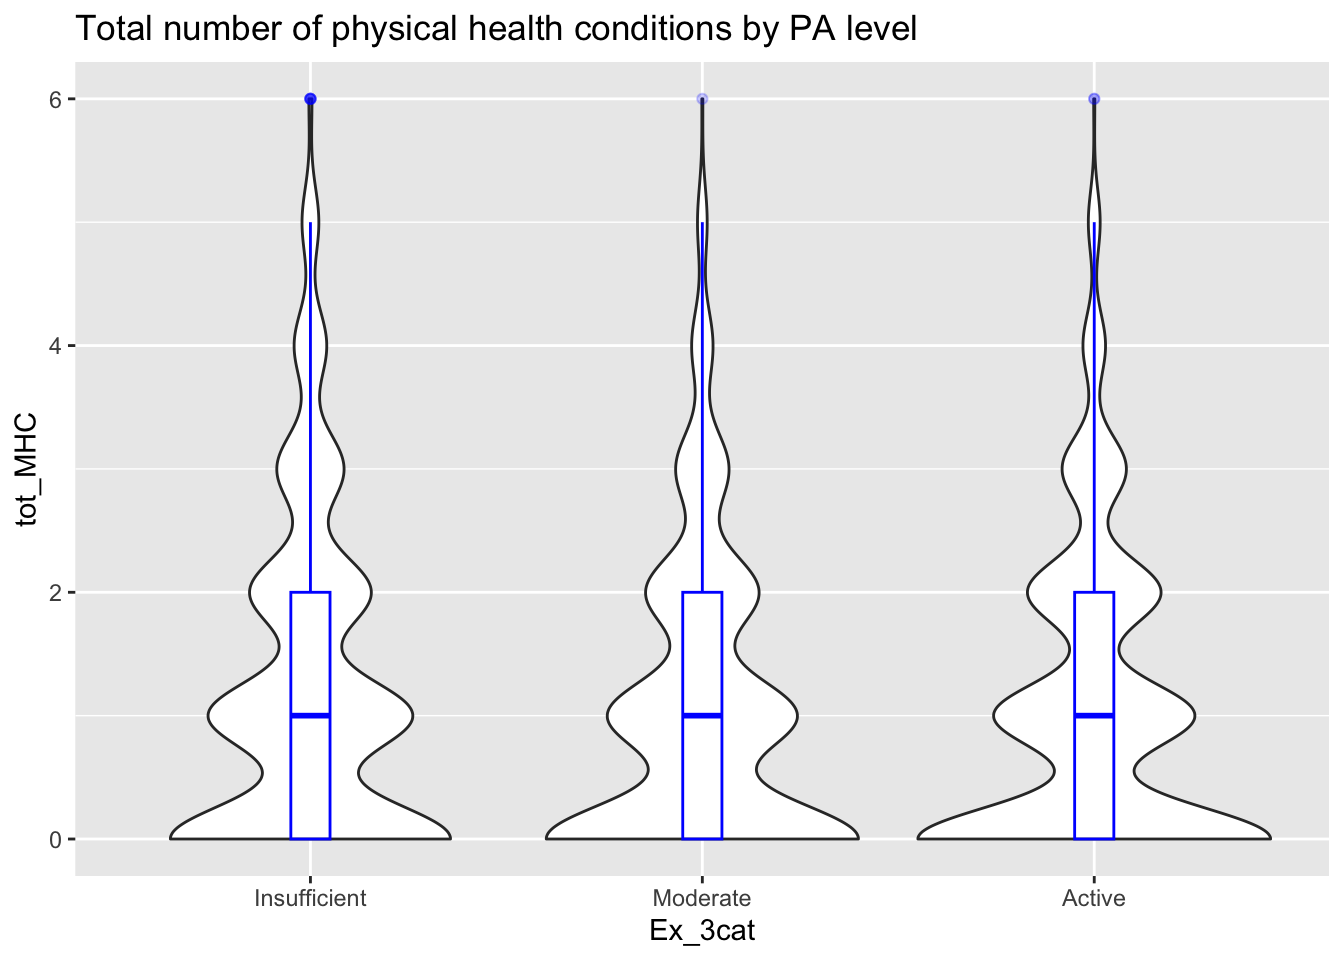 Total number of physical health conditions by PA level
6
4
2
0
tot_MHC
Insufficient Moderate Active
Ex_3cat